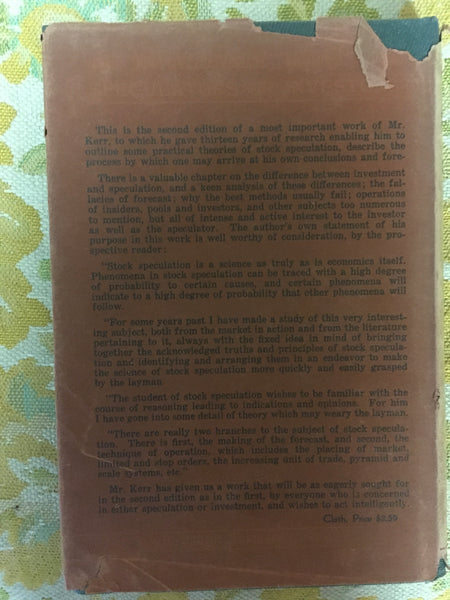 This is the second edition of a most important work of Mr.
Kerr, to which he gave thirteen years of research enabling him to
outline some practical theories of stock speculation, describe the
process by which one may arrive at his own conclusions and fore-
There is a valuable chapter on the difference between investment
and speculation, and a keen analysis of these differences; the fal-
lacies of forecast; why the best methods usually fail; operations
of insiders, pools and investors, and other subjects too numerous
to mention, but all of intense and active interest to the investor
as well as the speculator. The author's own statement of his
purpose in this work is well worthy of consideration, by the pro-
spective reader:
"Stock speculation is a science as truly as is economics itself.
Phenomena in stock speculation can be traced with a high degree
of probability to certain causes, and certain phenomena will
indicate to a high degree of probability that other phenomena will
follow.
"For some years past I have made a study of this very interest-
ing subject, both from the market in action and from the literature
pertaining to it, always with the fixed idea in mind of bringing
together the acknowledged truths and principles of stock specula-
tion and identifying and arranging them in an endeavor to make
the science of stock speculation more quickly and easily grasped
by the layman.
"The student of stock speculation wishes to be familiar with the
course of reasoning leading to indications and opinions. For him
I have gone into some detail of theory which may weary the layman.
"There are really two branches to the subject of stock specula-
tion. There is first, the making of the forecast, and second, the
technique of operation, which includes the placing of market,
limited and stop orders, the increasing unit of trade, pyramid and
scale systems, etc."
Mr. Kerr has given us a work that will be as eagerly sought for
in the second edition as in the first, by everyone who is concerned
in either speculation or investment, and wishes to act intelligently.
Cloth, Price $2.50